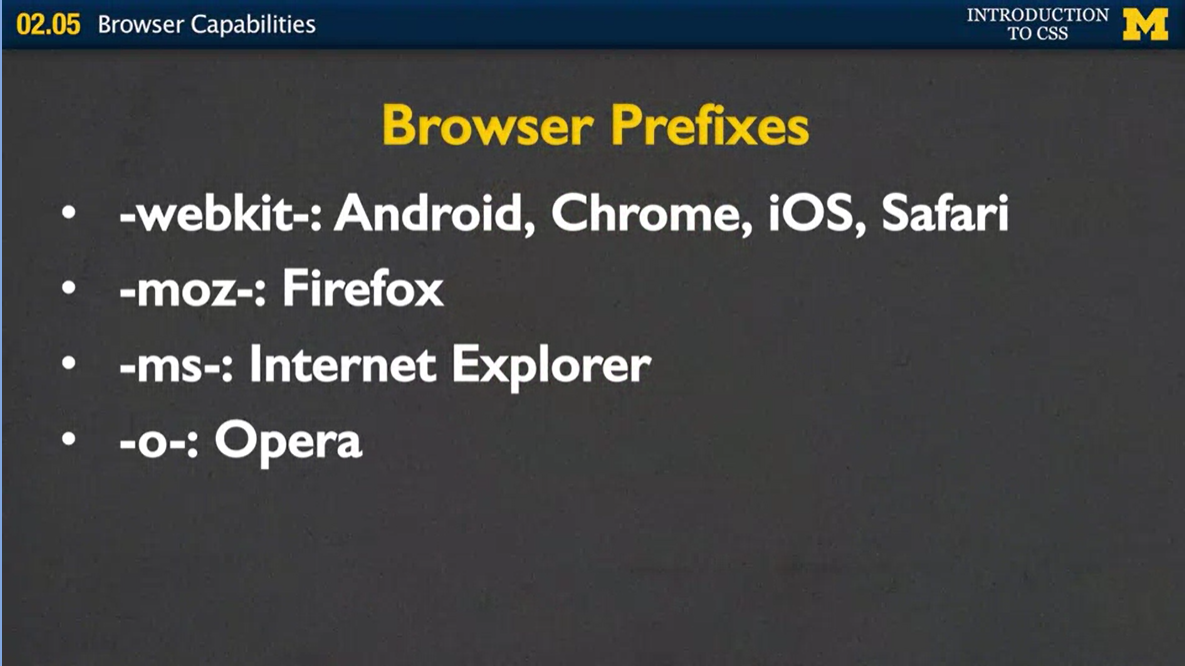 02.05 Browser Capabilities
INTRODUCTION
TO CSS
M
Browser Prefixes
• -webkit-: Android, Chrome, iOS, Safari
• -moz-: Firefox
• -ms-: Internet Explorer
• -o-: Opera